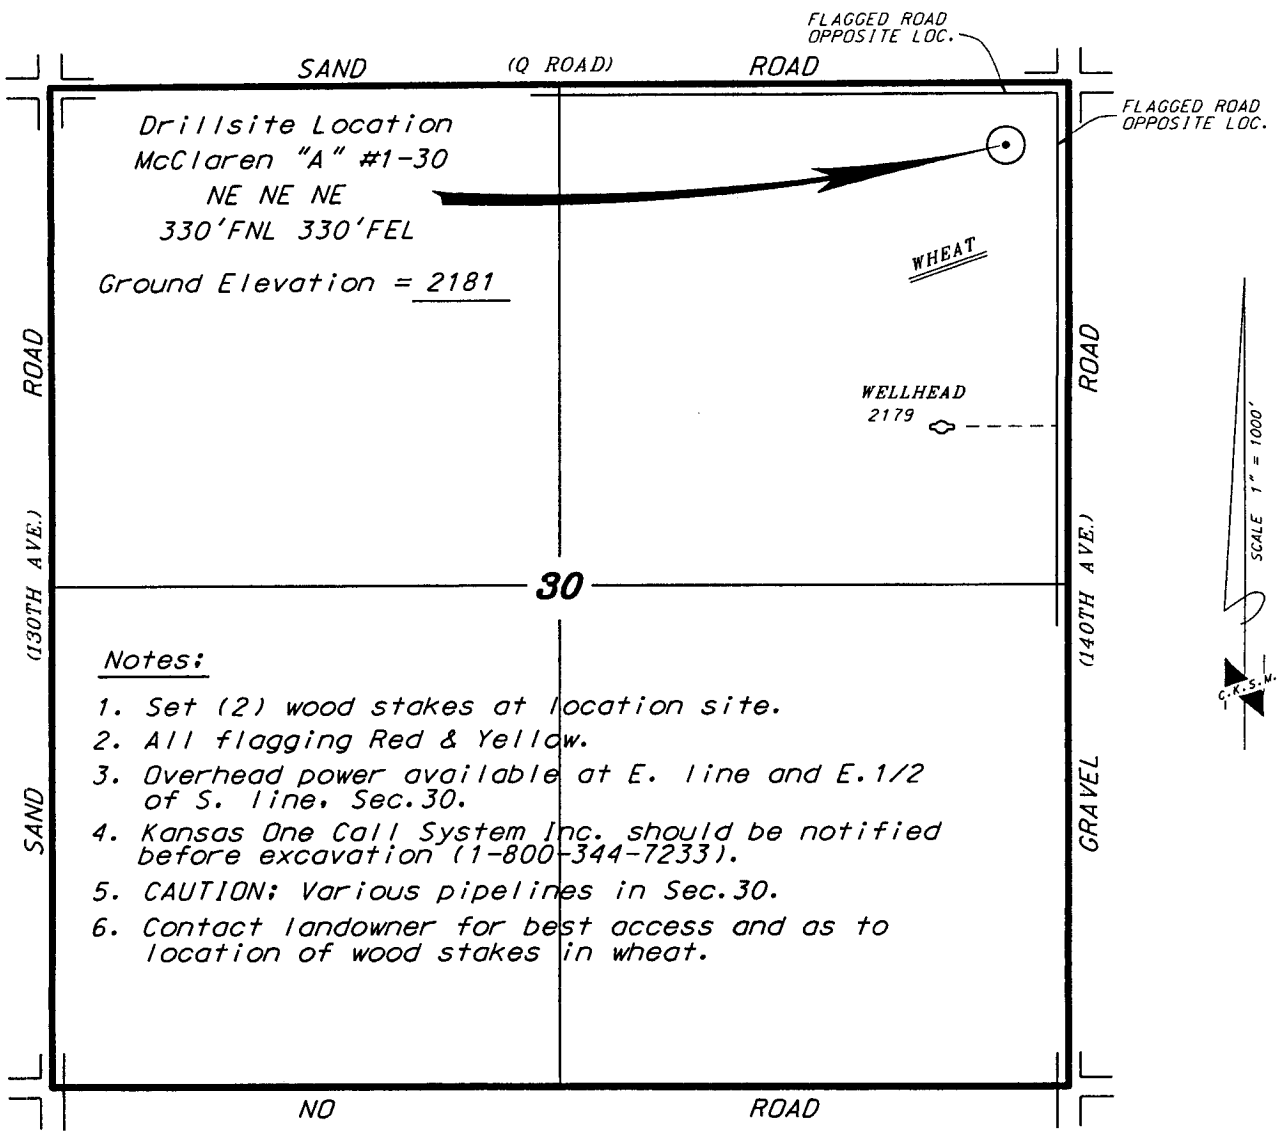 FLAGGED ROAD
OPPOSITE LOC.
SAND
(Q ROAD)
ROAD
FLAGGED ROAD
OPPOSITE LOC.
Drillsite Location
McClaren "A" #1-30
NE NE NE
330'FNL 330'FEL
Ground Elevation = 2181
WHEAT
WELLHEAD
2179
ROAD
(130TH AVE.)
SAND
ROAD
(140TH AVE.)
GRAVEL
SCALE 1" = 1000'
C.K.S.M.
30
Notes:
1. Set (2) wood stakes at location site.
2. All flagging Red & Yellow.
3. Overhead power available at E. line and E.1/2
of S. line, Sec.30.
4. Kansas One Call System Inc. should be notified
before excavation (1-800-344-7233).
5. CAUTION: Various pipelines in Sec.30.
6. Contact landowner for best access and as to
location of wood stakes in wheat.
NO
ROAD